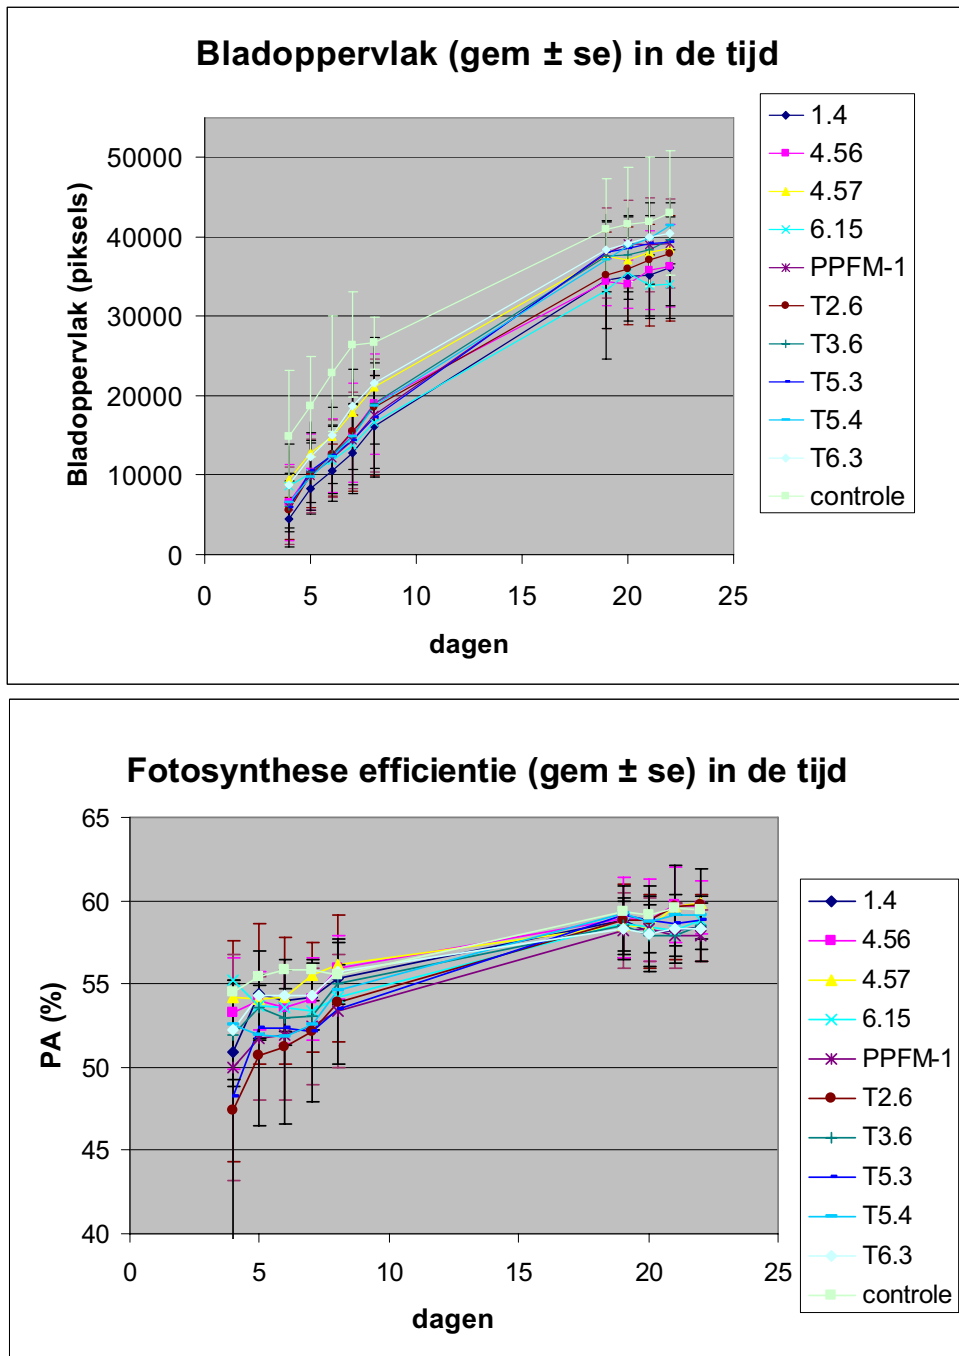 Bladoppervlak (gem ± se) in de tijd
50000
40000
30000
20000
10000
0
Bladoppervlak (piksels)
0 5 10 15 20 25
dagen
1.4
4.56
4.57
6.15
PPFM-1
T2.6
T3.6
T5.3
T5.4
T6.3
controle
Fotosynthese efficientie (gem ± se) in de tijd
65
60
55
50
45
40
PA (%)
0 5 10 15 20 25
dagen
1.4
4.56
4.57
6.15
PPFM-1
T2.6
T3.6
T5.3
T5.4
T6.3
controle